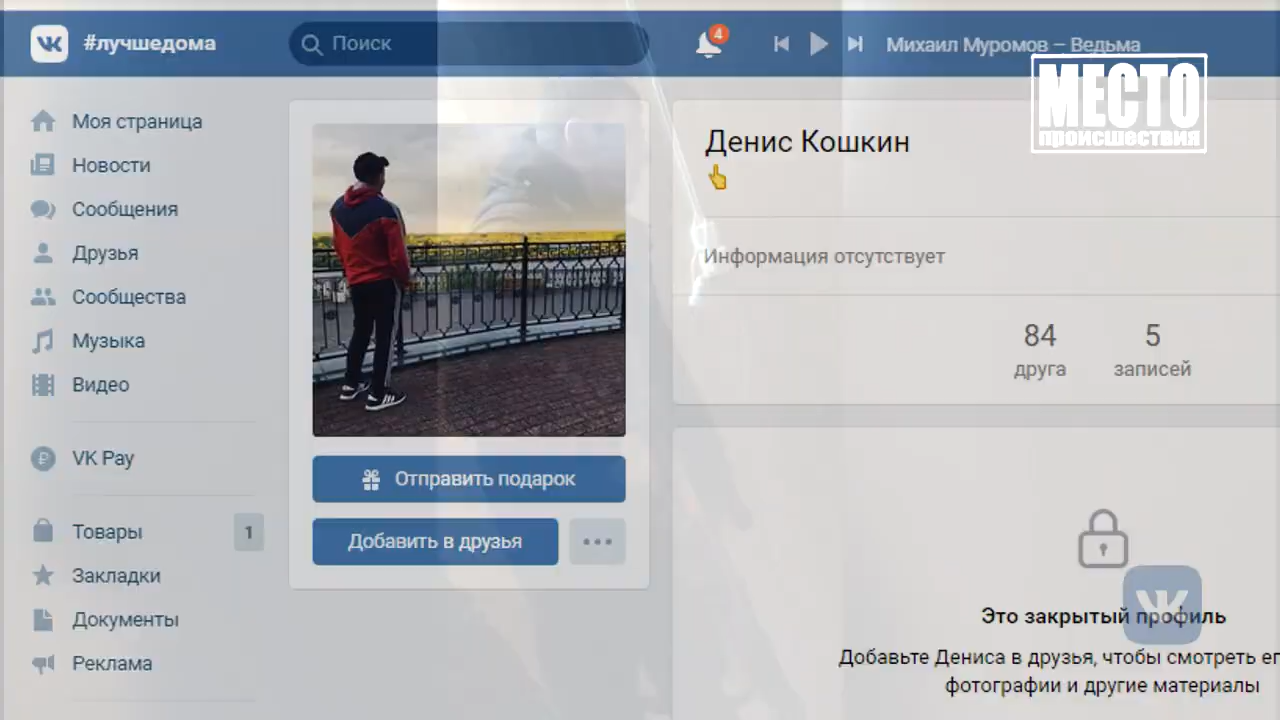 #лучшедома
Поиск
4
Михаил Муромов – Ведьма
МЕСТО
происшествия
Моя страница
Новости
Сообщения
Друзья
Сообщества
Музыка
Видео
VK Pay
Товары
1
Закладки
Документы
Реклама
Отправить подарок
Добавить в друзья
Денис Кошкин
Информация отсутствует
84
друга
5
записей
Это закрытый профиль
Добавьте Дениса в друзья, чтобы смотреть ег
фотографии и другие материалы